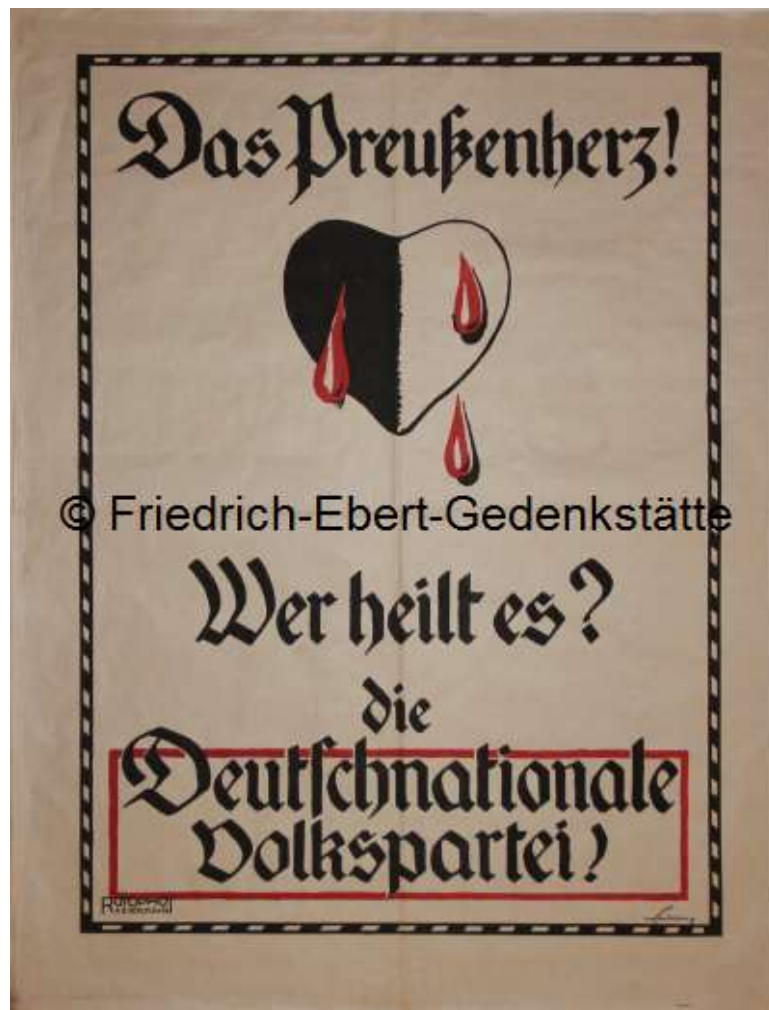 Das Preußenherz!
© Friedrich-Ebert-Gedenkstätte
Wer heilt es?
die
Deutſchnationale
Volkspartei!